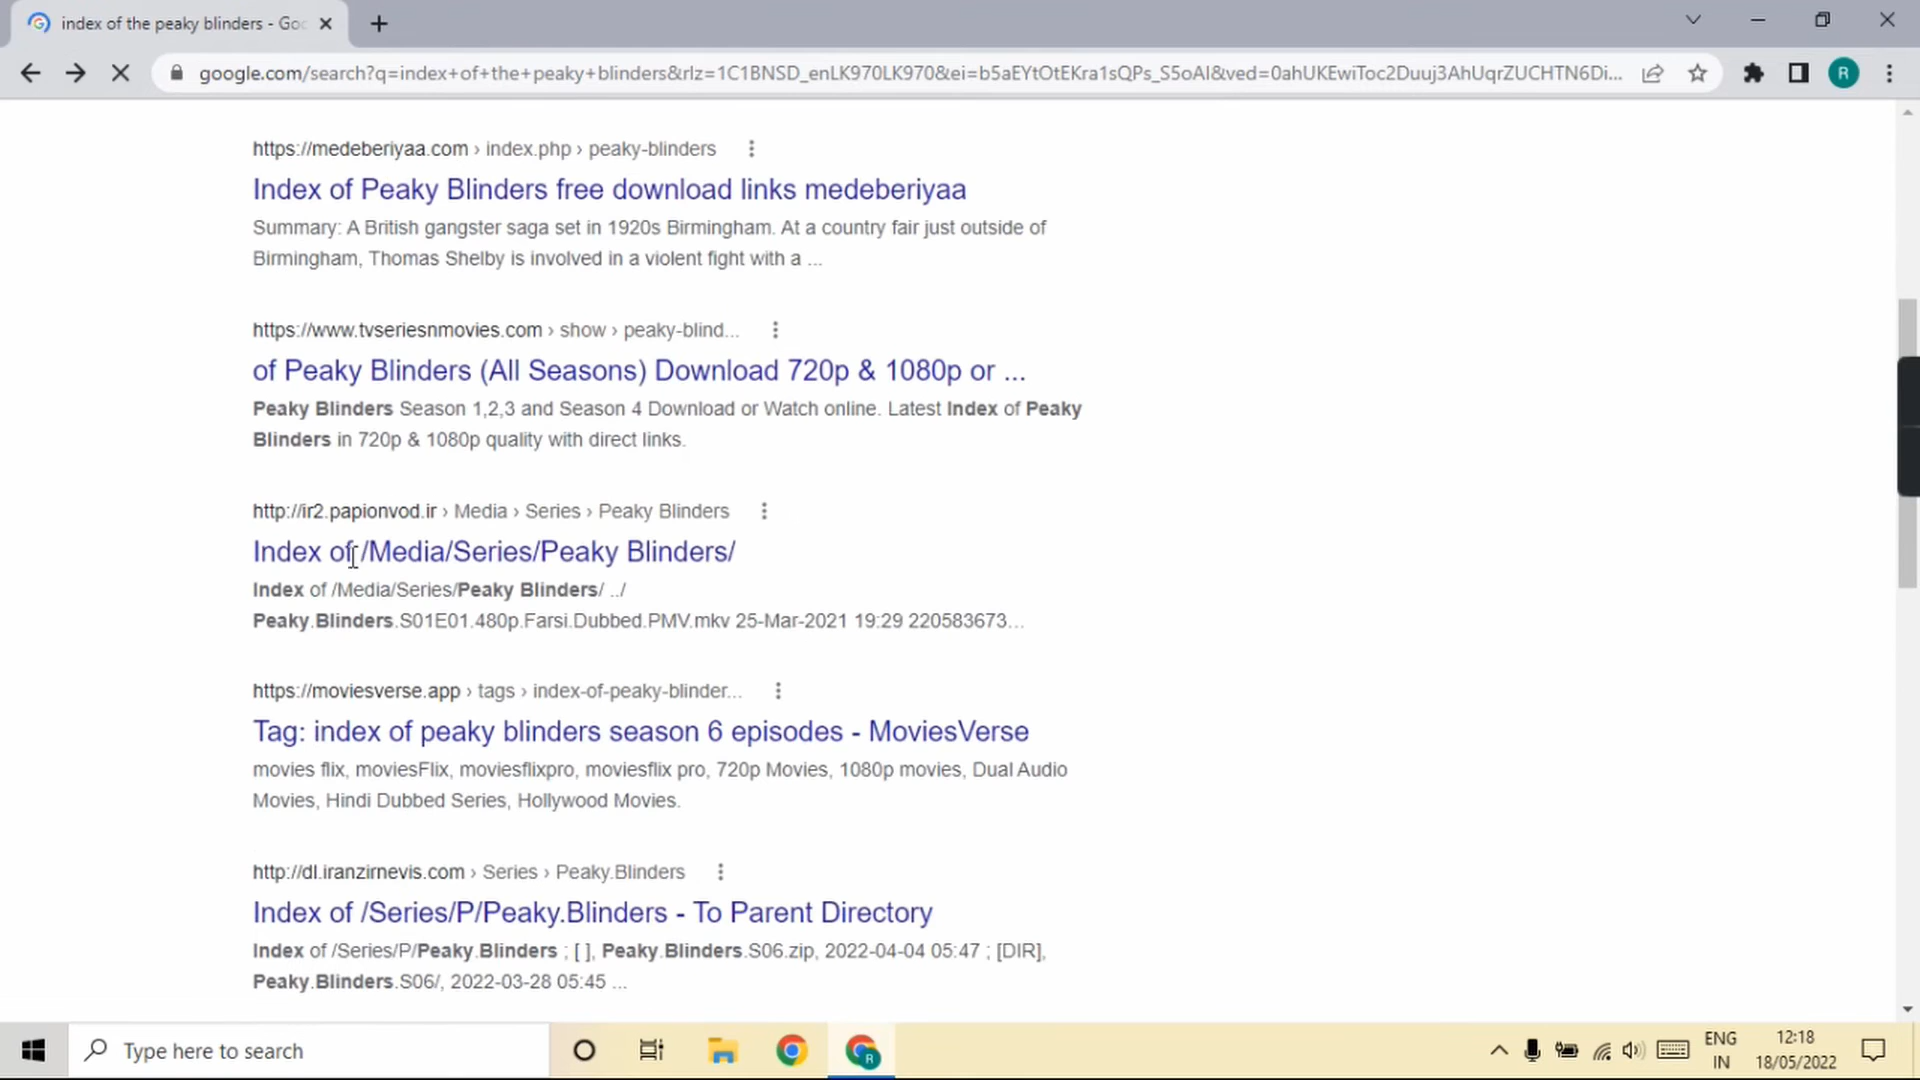 index of the peaky blinders - Goo
google.com/search?q=index+of+the+peaky+blinders&rlz=1C1BNSD_enLK970LK970&ei=b5aEYtOtEKra1sQPs_S5oAI&ved=0ahUKEwiToc2Duuj3AhUqrZUCHTN6Di...
R
https://medeberiyaa.com › index.php › peaky-blinders
Index of Peaky Blinders free download links medeberiyaa
Summary: A British gangster saga set in 1920s Birmingham. At a country fair just outside of
Birmingham, Thomas Shelby is involved in a violent fight with a ...
https://www.tvseriesnmovies.com › show › peaky-blind...
of Peaky Blinders (All Seasons) Download 720p & 1080p or ...
Peaky Blinders Season 1,2,3 and Season 4 Download or Watch online. Latest Index of Peaky
Blinders in 720p & 1080p quality with direct links.
http://ir2.papionvod.ir › Media › Series › Peaky Blinders
Index of /Media/Series/Peaky Blinders/
Index of /Media/Series/Peaky Blinders/ ../
Peaky.Blinders.S01E01.480p.Farsi.Dubbed.PMV.mkv 25-Mar-2021 19:29 220583673...
https://moviesverse.app › tags › index-of-peaky-blinder...
Tag: index of peaky blinders season 6 episodes - MoviesVerse
movies flix, moviesFlix, moviesflixpro, moviesflix pro, 720p Movies, 1080p movies, Dual Audio
Movies, Hindi Dubbed Series, Hollywood Movies.
http://dl.iranzirnevis.com › Series › Peaky.Blinders
Index of /Series/P/Peaky.Blinders - To Parent Directory
Index of /Series/P/Peaky.Blinders ; [ ], Peaky.Blinders.S06.zip, 2022-04-04 05:47 ; [DIR],
Peaky.Blinders.S06/, 2022-03-28 05:45 ...
Type here to search
R
ENG
IN
12:18
18/05/2022